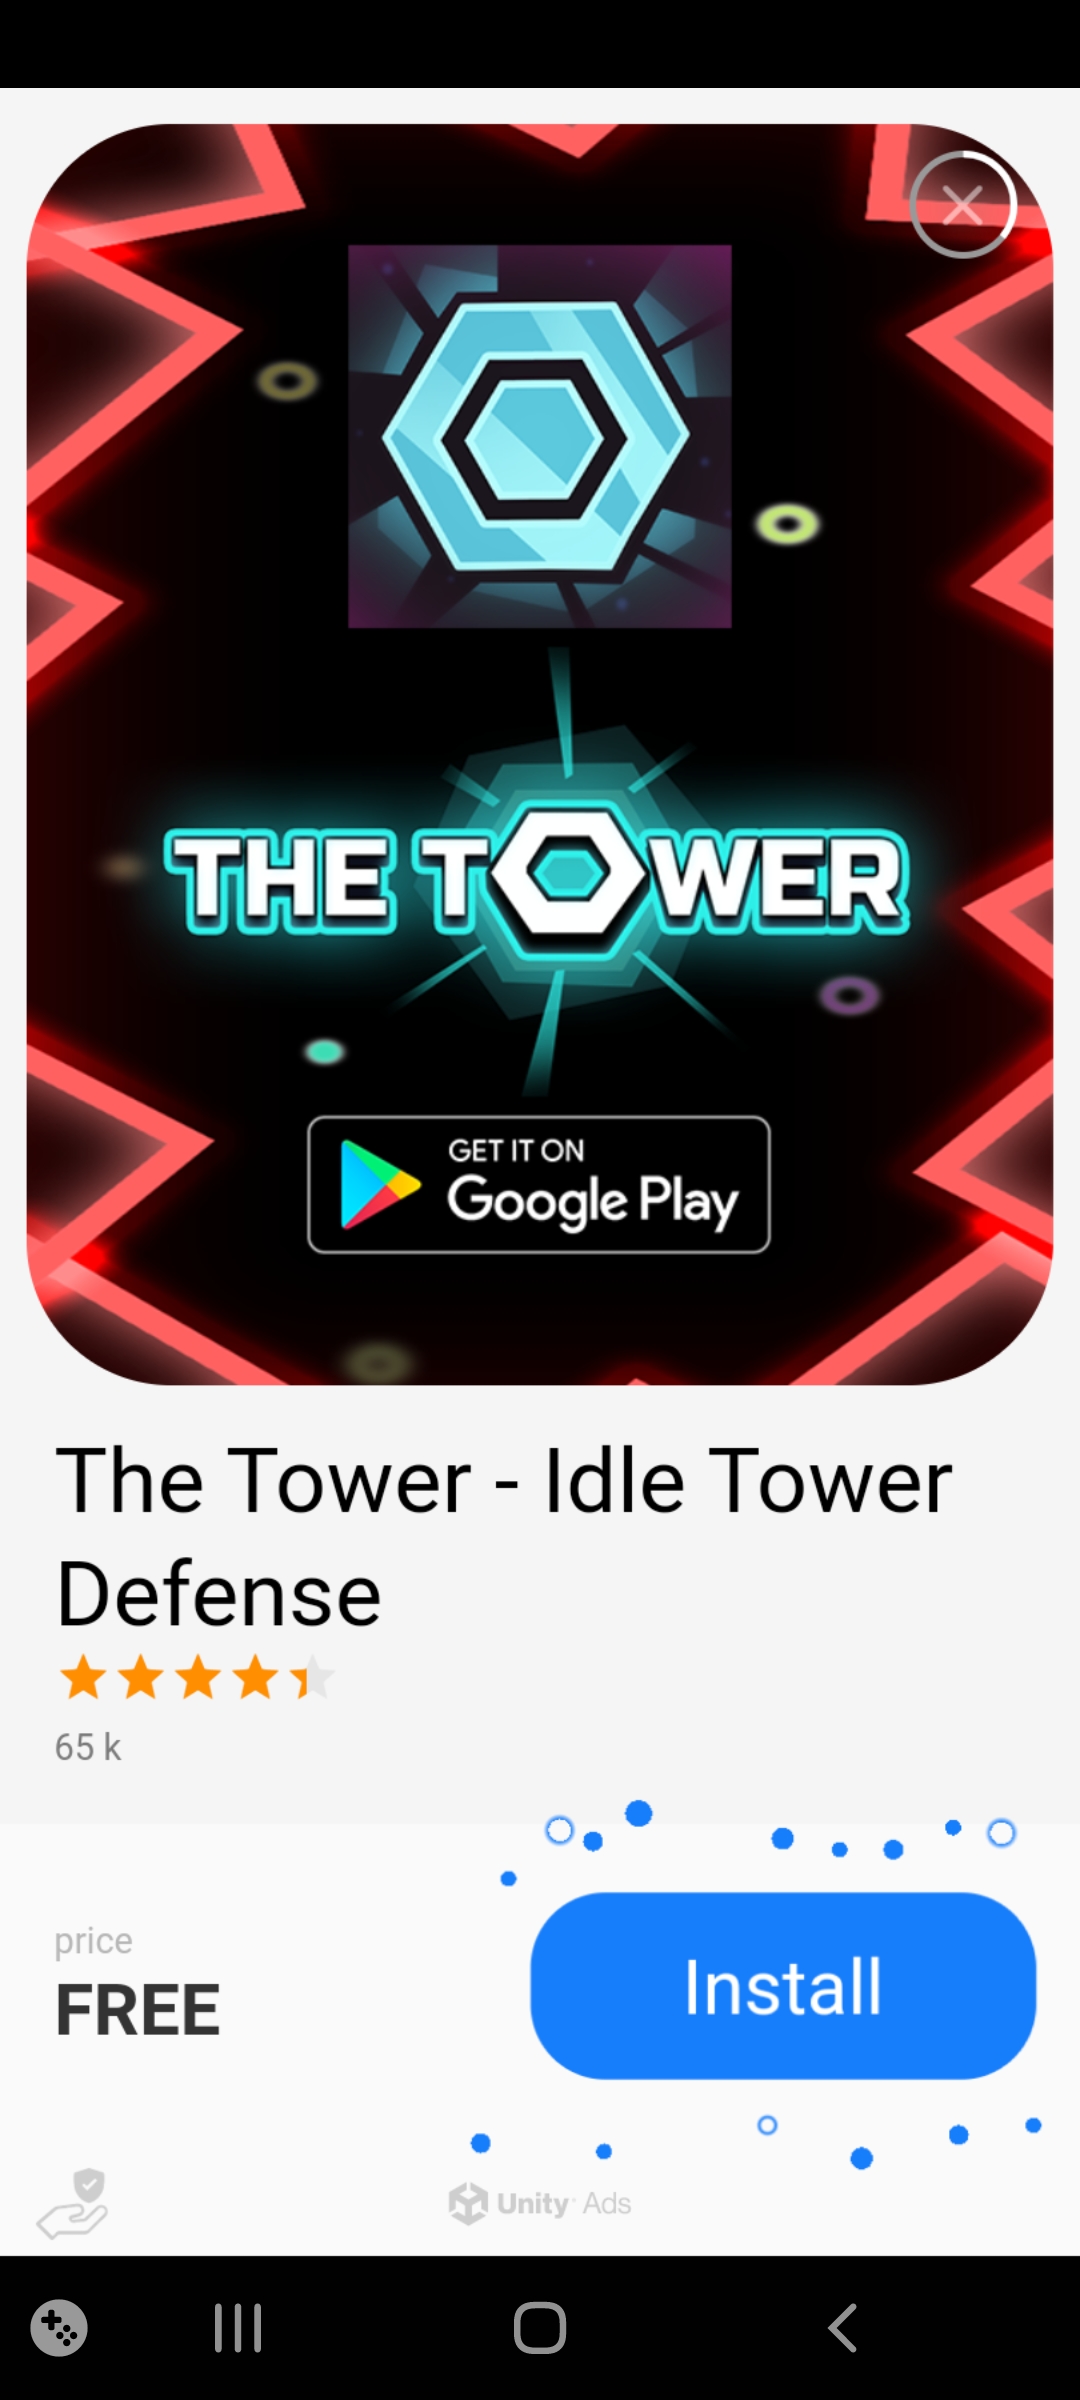 THE TOWER
GET IT ON
Google Play
The Tower - Idle Tower
Defense
65 k
price
FREE
Install
Unity Ads